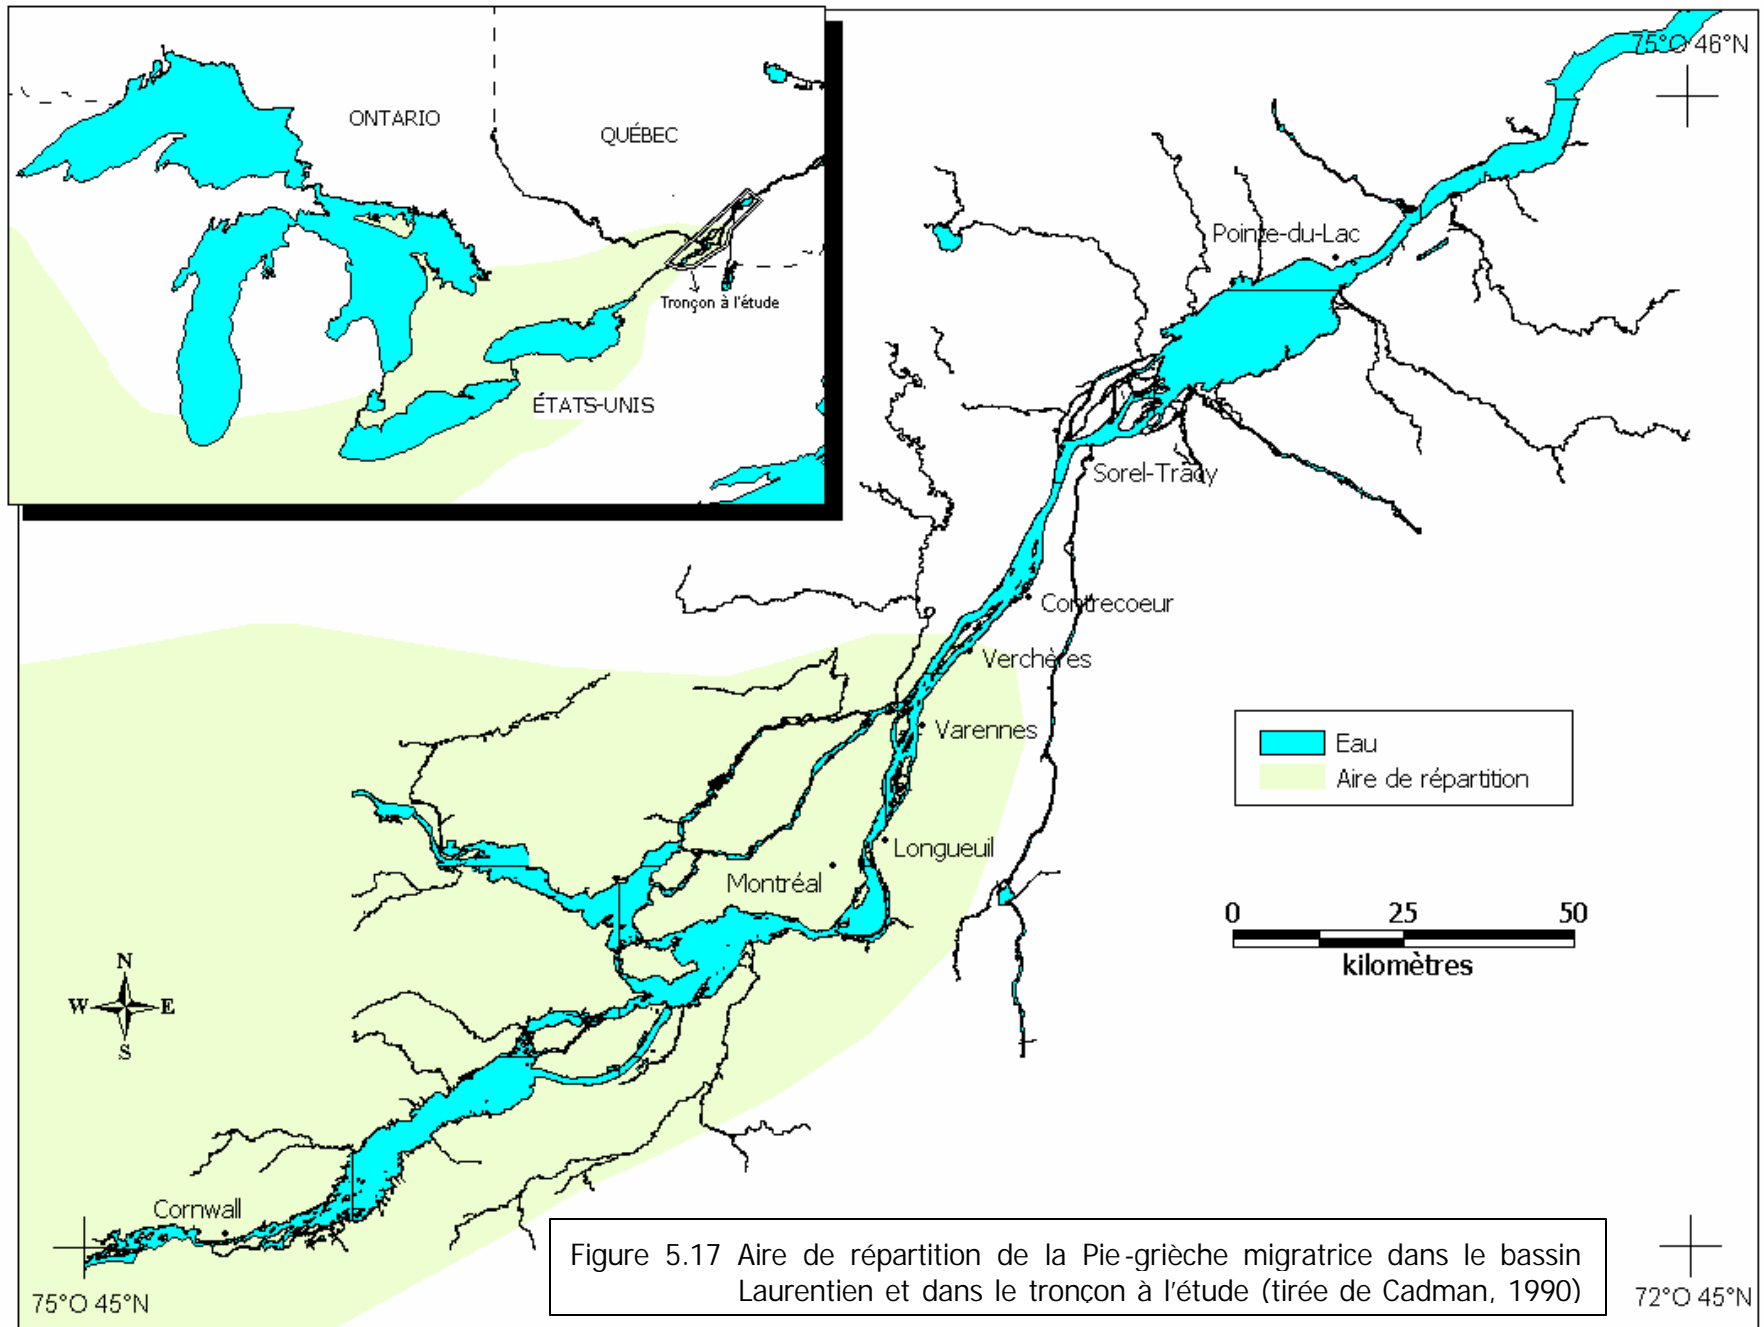 ONTARIO
QUÉBEC
Tronçon à l'étude
ÉTATS-UNIS
75°O 46°N
Pointe-du-Lac
Sorel-Tracy
Contrecoeur
Verchères
Varennes
Longueuil
Montréal
Cornwall
Eau
Aire de répartition
0 25 50
kilomètres
N
W E
S
75°O 45°N
72°O 45°N
Figure 5.17 Aire de répartition de la Pie-grièche migratrice dans le bassin
Laurentien et dans le tronçon à l'étude (tirée de Cadman, 1990)